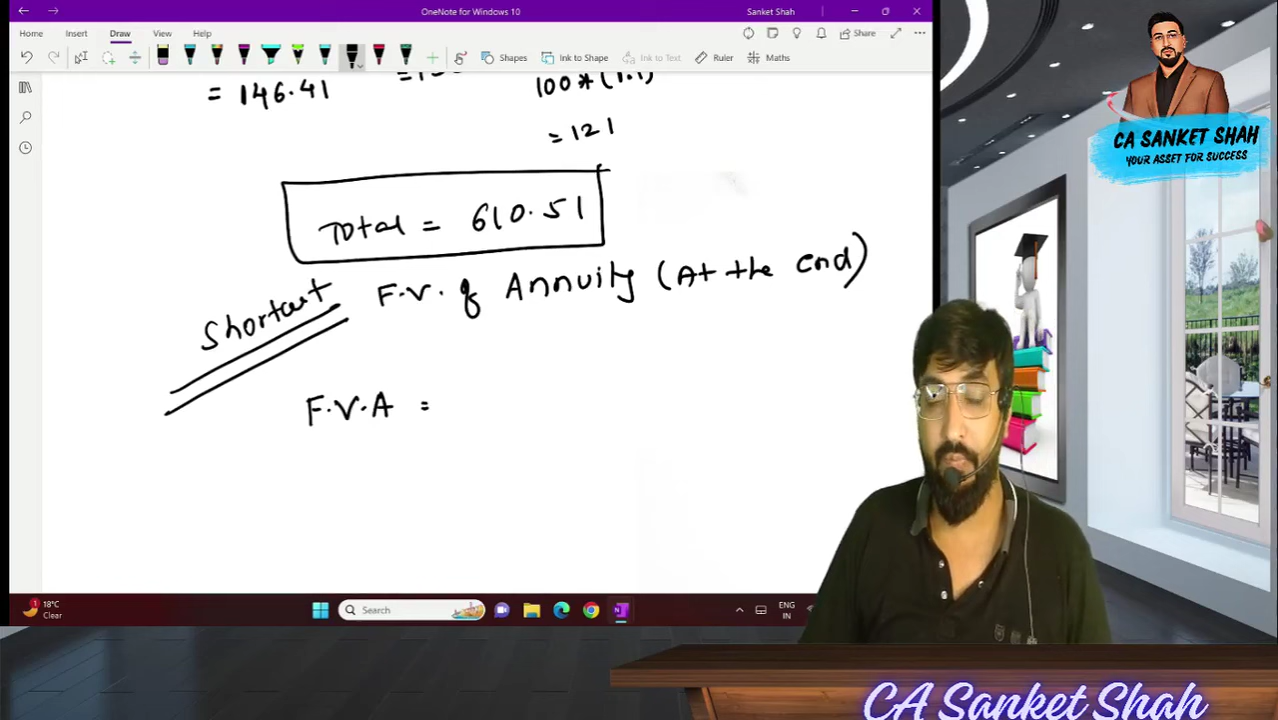 OneNote for Windows 10
Sanket Shah
Home Insert Draw View Help
Share
Shapes Ink to Shape Ink to Text Ruler Maths
= 146.41
100*(1.1)
= 121
Total = 610.51
Shortcut F.V. of Annuity (At the end)
F.V.A =
CA SANKET SHAH
YOUR ASSET FOR SUCCESS
1
18°C
Clear
Search
ENG
IN
CA Sanket Shah